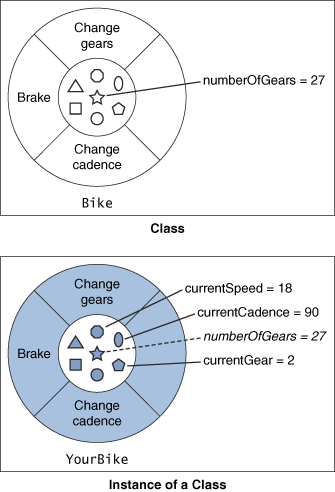 Change
gears
numberOfGears = 27
Brake
Change
cadence
Bike
Class
Change
gears
currentSpeed = 18
currentCadence = 90
numberOfGears = 27
Brake
currentGear = 2
Change
cadence
YourBike
Instance of a Class